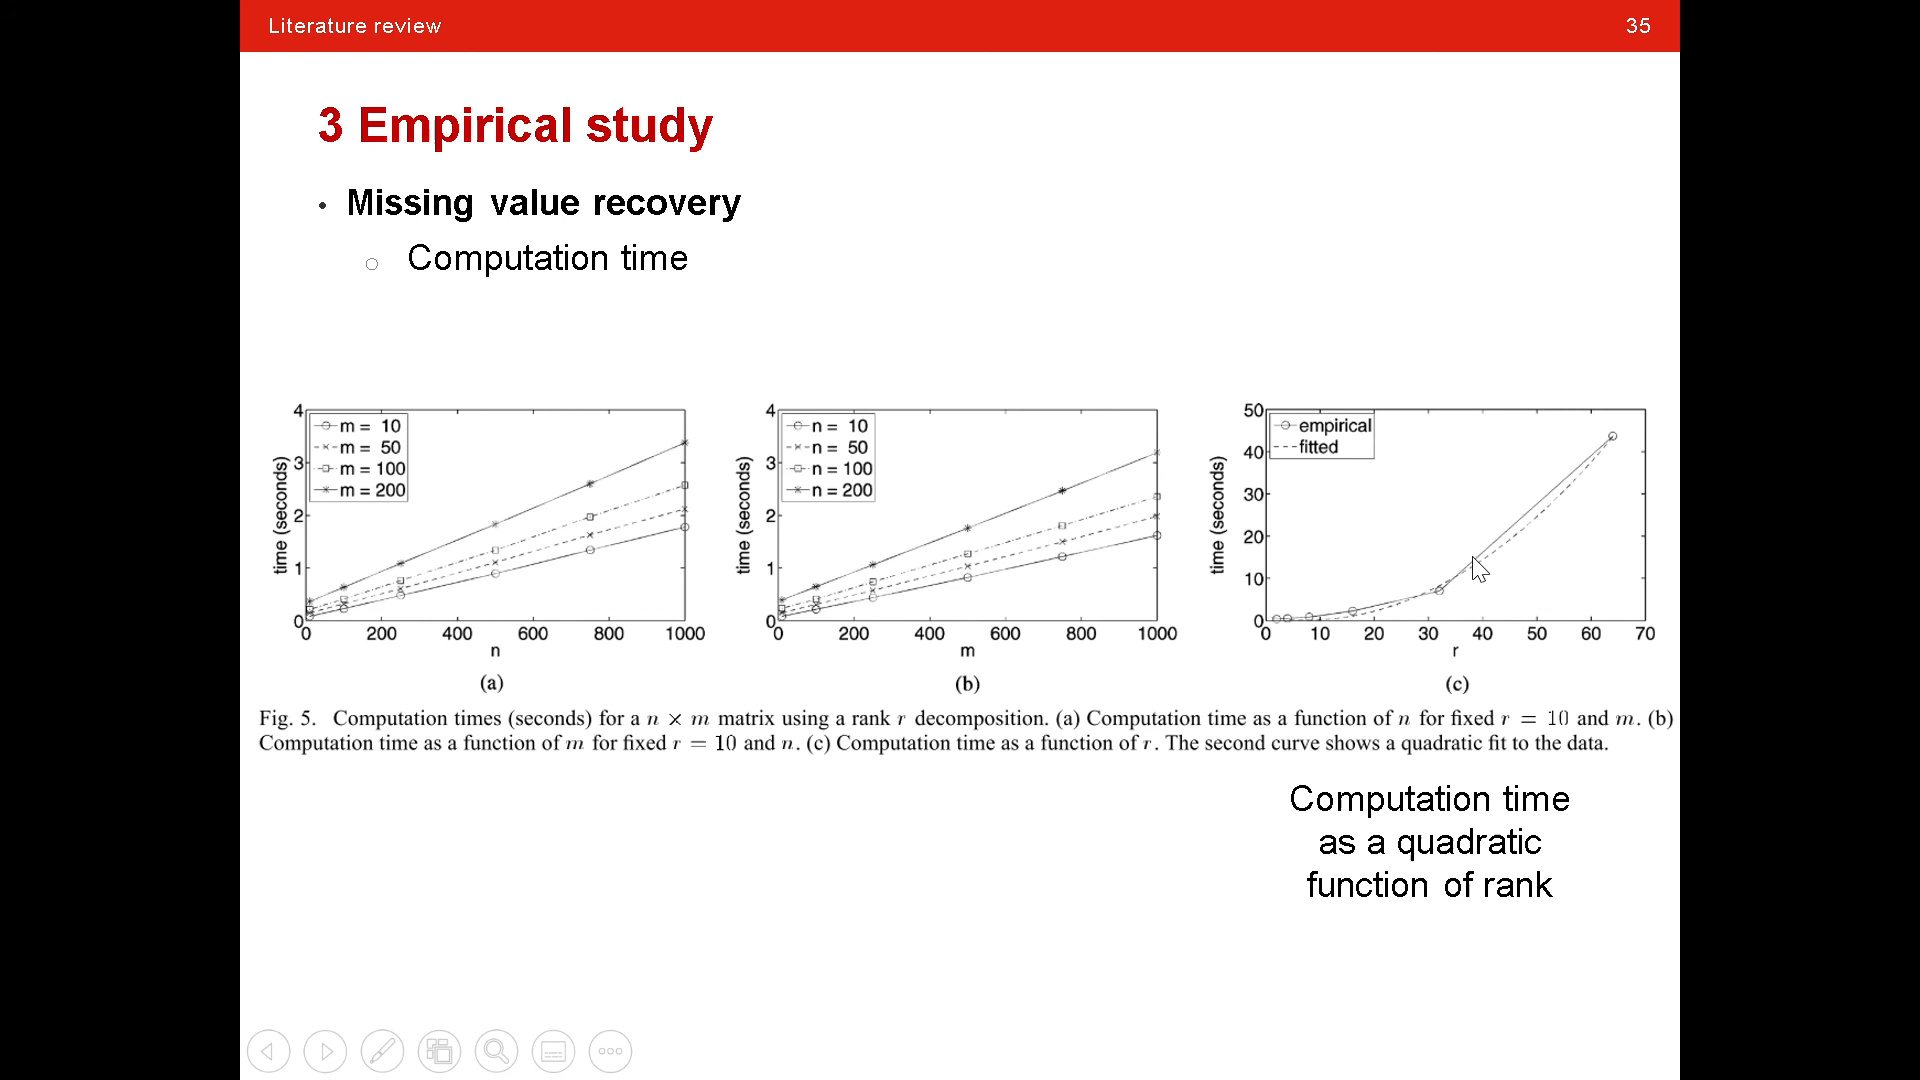 Literature review 35
3 Empirical study
• Missing value recovery
○ Computation time
4
3
2
1
0
time (seconds)
m = 10
m = 50
m = 100
m = 200
0 200 400 600 800 1000
n
(a)
4
3
2
1
0
time (seconds)
n = 10
n = 50
n = 100
n = 200
0 200 400 600 800 1000
m
(b)
50
40
30
20
10
0
time (seconds)
empirical
fitted
0 10 20 30 40 50 60 70
r
(c)
Fig. 5. Computation times (seconds) for a n × m matrix using a rank r decomposition. (a) Computation time as a function of n for fixed r = 10 and m. (b)
Computation time as a function of m for fixed r = 10 and n. (c) Computation time as a function of r. The second curve shows a quadratic fit to the data.
Computation time
as a quadratic
function of rank